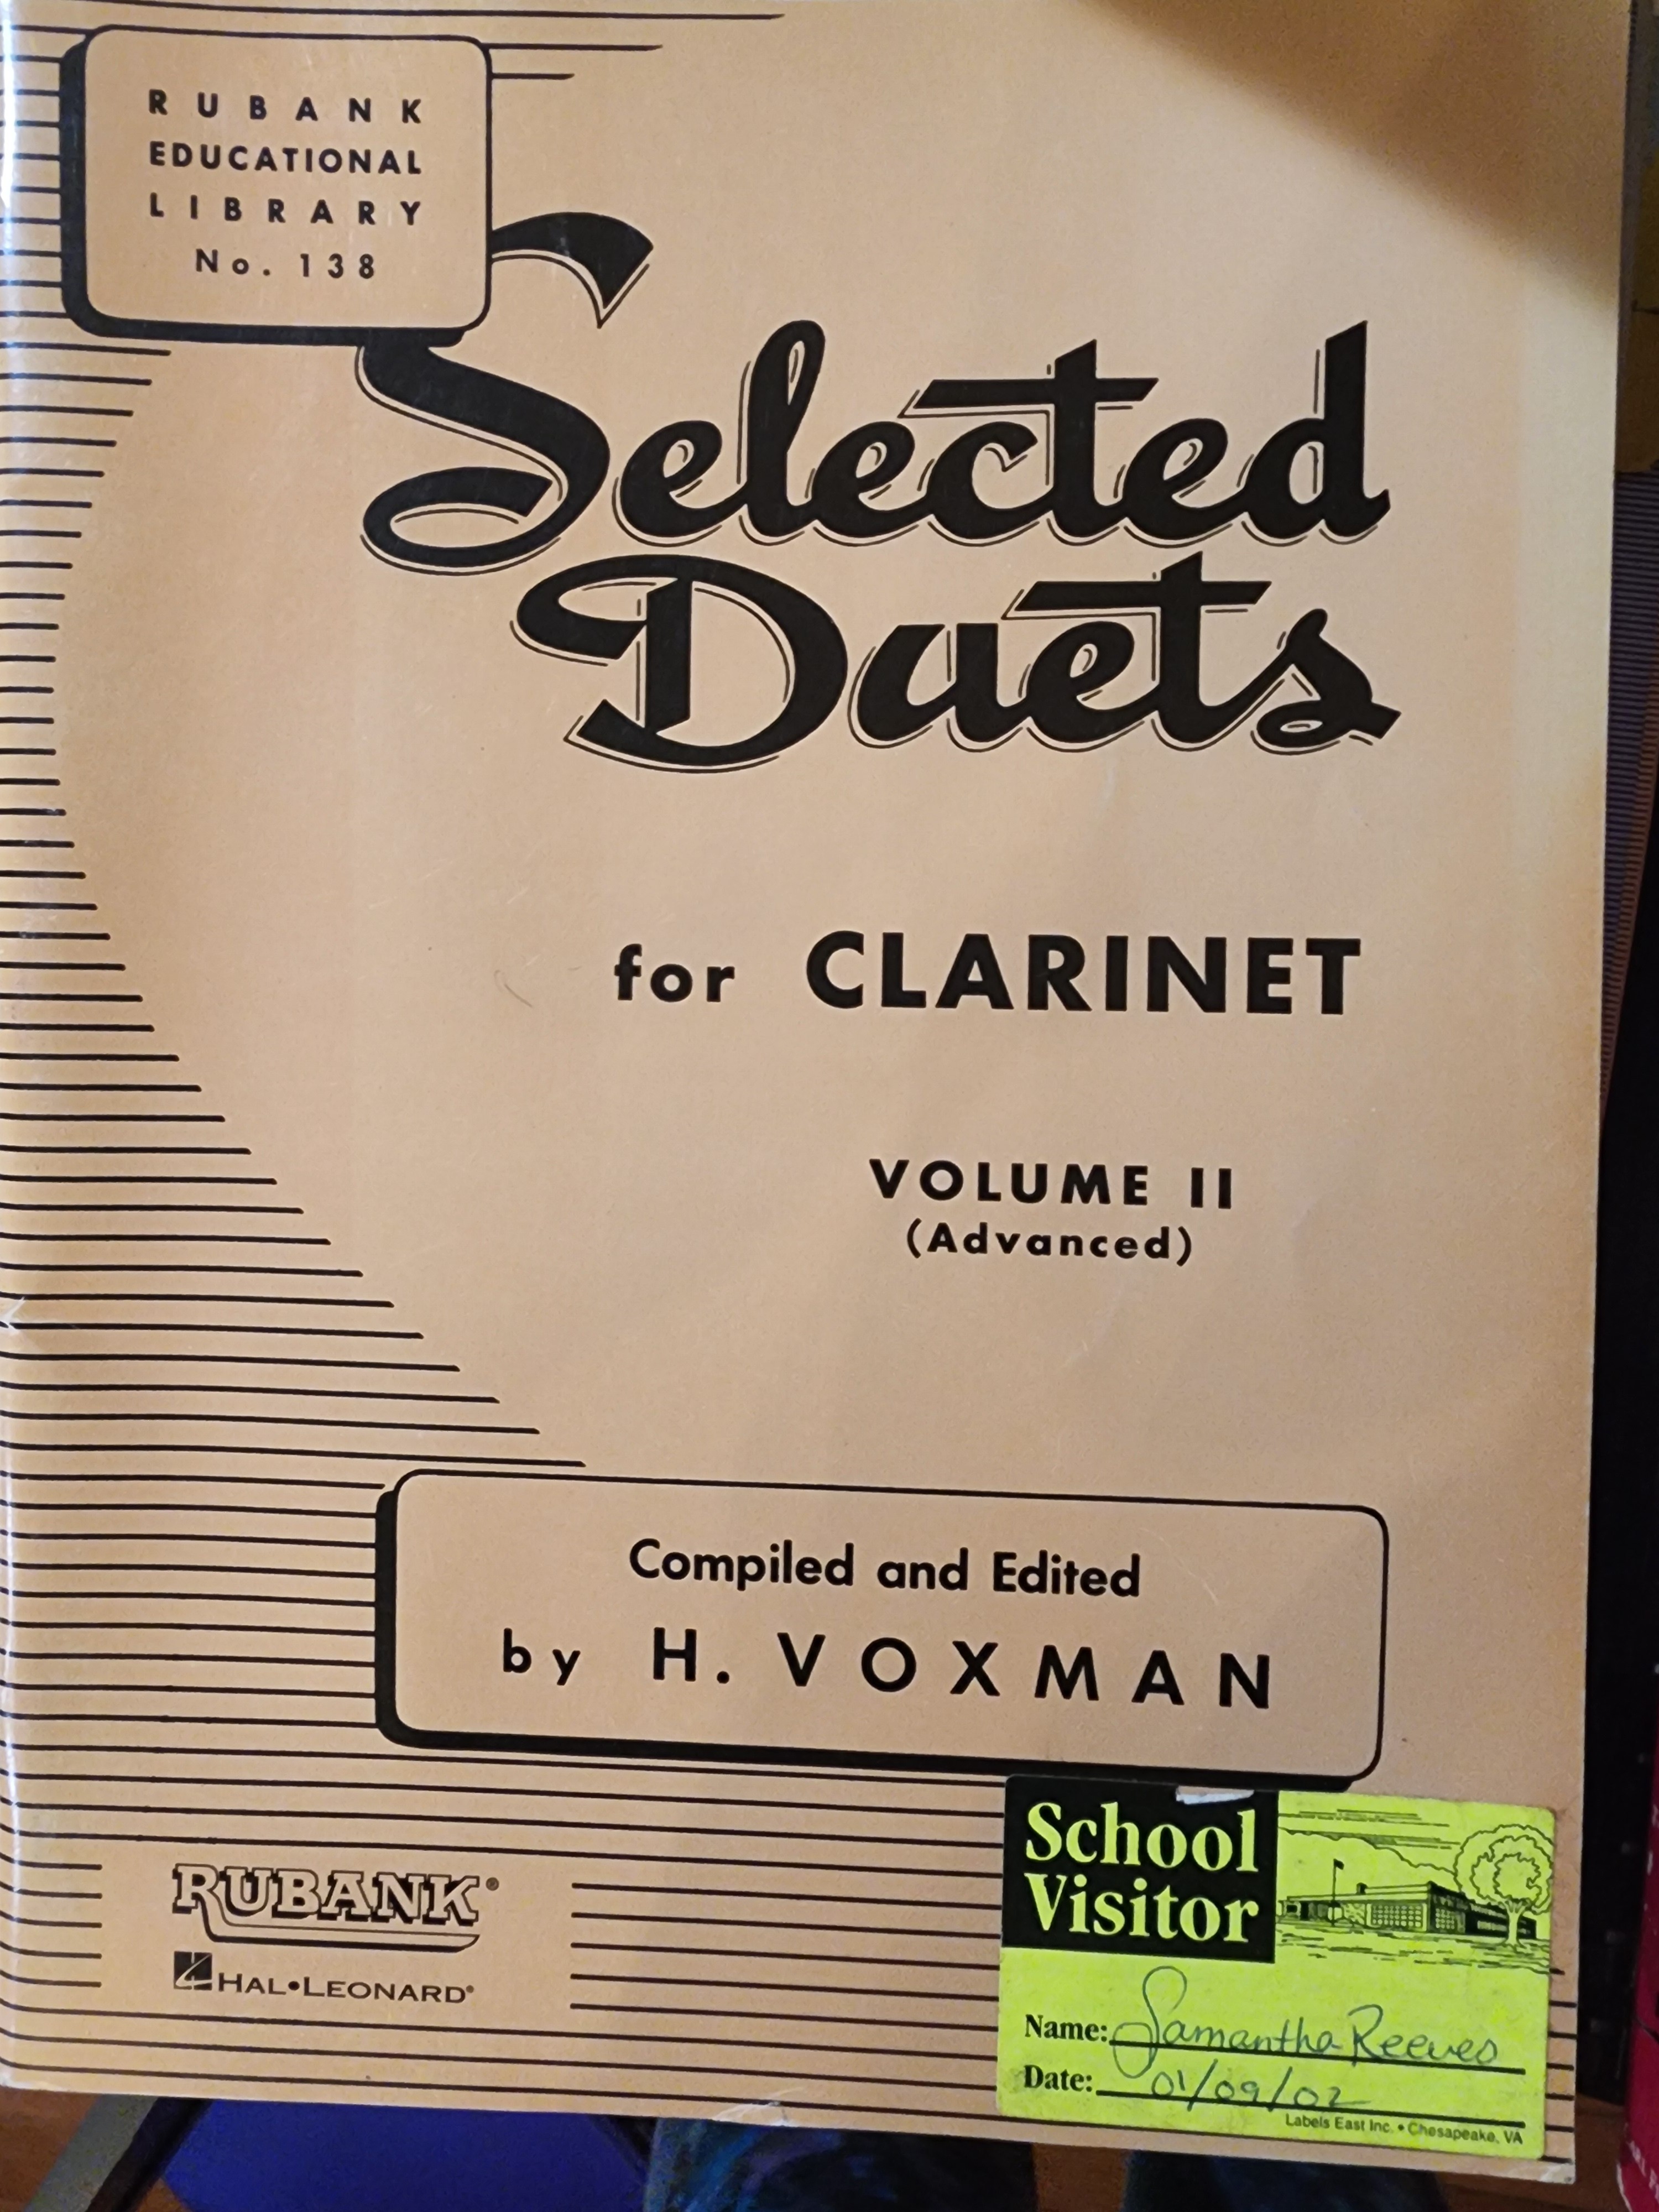 RUBANK
EDUCATIONAL
LIBRARY
No. 138
Selected
Duets
for CLARINET
VOLUME II
(Advanced)
Compiled and Edited
by H. VOXMAN
RUBANK®
HAL•LEONARD®
School
Visitor
Name: Samantha Reeves
Date: 01/09/02
Labels East Inc. • Chesapeake, VA